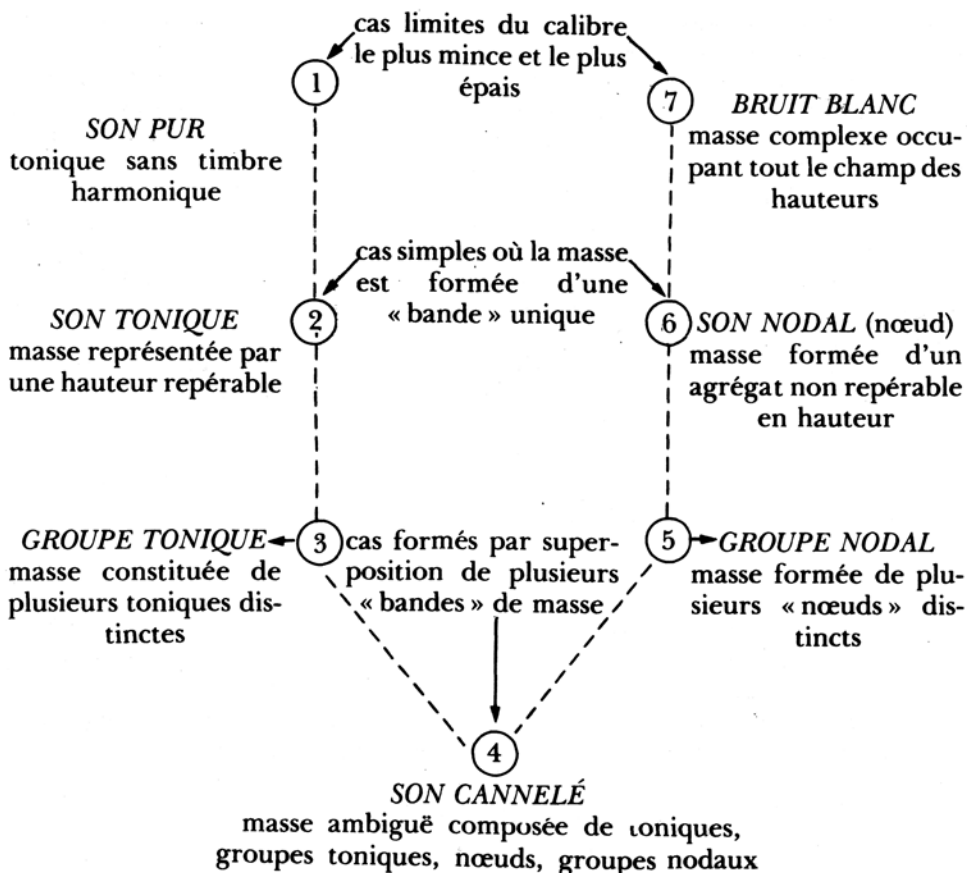 cas limites du calibre
le plus mince et le plus
épais
1
7
SON PUR
tonique sans timbre
harmonique
BRUIT BLANC
masse complexe occu-
pant tout le champ des
hauteurs
cas simples où la masse
est formée d'une
« bande » unique
2
6
SON TONIQUE
masse représentée par
une hauteur repérable
SON NODAL (nœud)
masse formée d'un
agrégat non repérable
en hauteur
GROUPE TONIQUE
masse constituée de
plusieurs toniques dis-
tinctes
3
cas formés par super-
position de plusieurs
« bandes » de masse
5
GROUPE NODAL
masse formée de plu-
sieurs « nœuds » dis-
tincts
4
SON CANNELÉ
masse ambiguë composée de toniques,
groupes toniques, nœuds, groupes nodaux